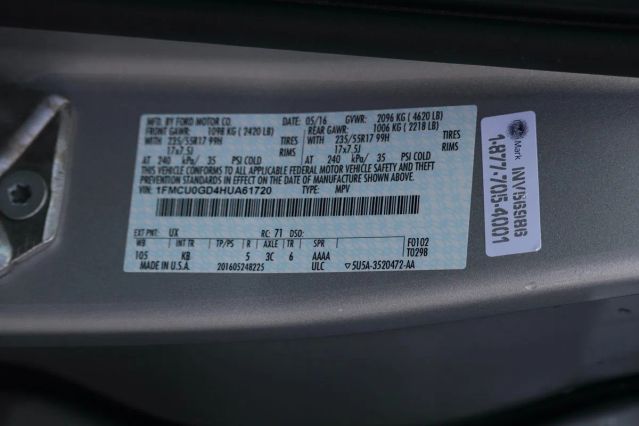 MFD. BY FORD MOTOR CO. DATE: 05/16 GVWR: 2096 KG (4620 LB)
FRONT GAWR: 1098 KG (2420 LB) REAR GAWR: 1006 KG (2218 LB)
WITH 235/55R17 99H TIRES WITH 235/55R17 99H TIRES
17x7.5J RIMS 17x7.5J RIMS
AT 240 kPa/ 35 PSI COLD AT 240 kPa/ 35 PSI COLD
THIS VEHICLE CONFORMS TO ALL APPLICABLE FEDERAL MOTOR VEHICLE SAFETY AND THEFT PREVENTION STANDARDS IN EFFECT ON THE DATE OF MANUFACTURE SHOWN ABOVE.
VIN: 1FMCU0GD4HUA61720 TYPE: MPV
EXT PNT: UX RC: 71 DSO:
WB INT TR TP/PS R AXLE TR SPR F0102
105 KB 5 3C 6 AAAA T0298
MADE IN U.S.A. 201605248225 ULC ▽5U5A-3520472-AA
Mark. INV556986
1-877-705-4001